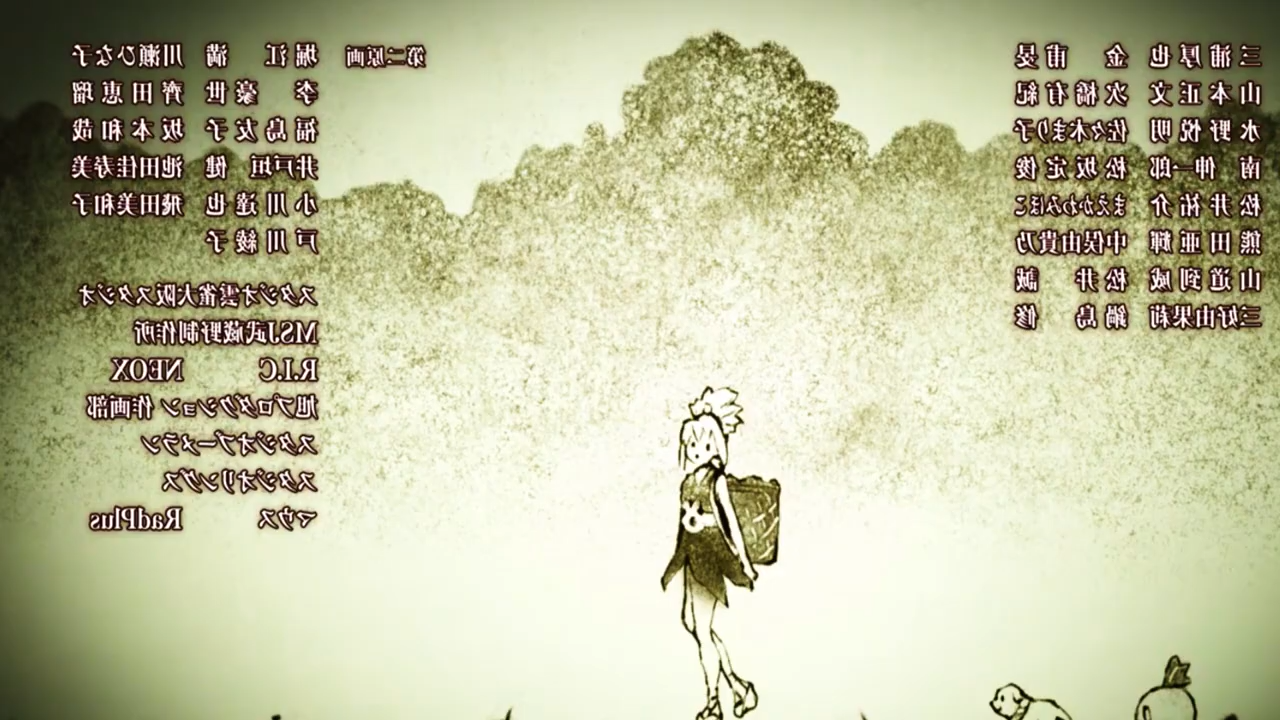 三浦厚也 金 甫旻
山本正文 次橋有紀
水野悦明 佐々木まり子
南 伸一郎 松坂定俊
松井祐介 まえかわみほこ
熊田亜輝 中俣由貴乃
山道到威 松井 誠
三好由果莉 鍋島 修
第二原画 堀江 満 川瀬ひな子
李 豪世 齊田恵瑠
福島友子 坂本和哉
井戸垣 健 池田佳寿美
小川達也 飛田美和子
戸川綾子
スタジオ雲雀大阪スタジオ
MSJ武蔵野制作所
R.I.C NEOX
旭プロダクション 作画部
スタジオブーメラン
スタジオリングス
マウス RadPlus